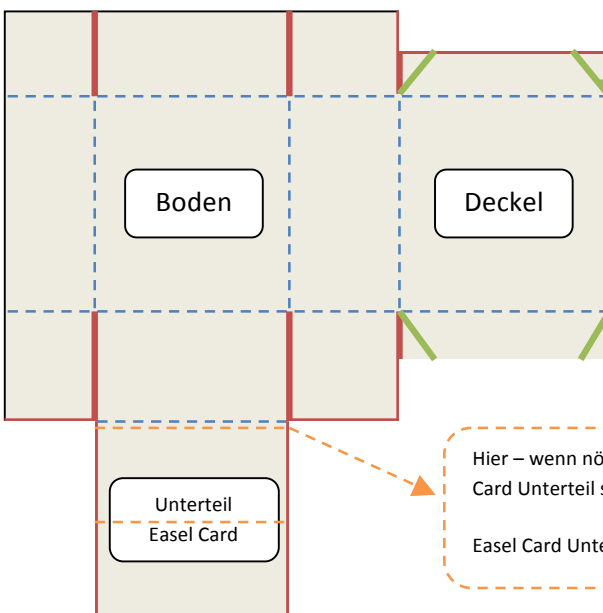 Boden
Deckel
Hier – wenn nö
Card Unterteil s
Unterteil
Easel Card
Easel Card Unte